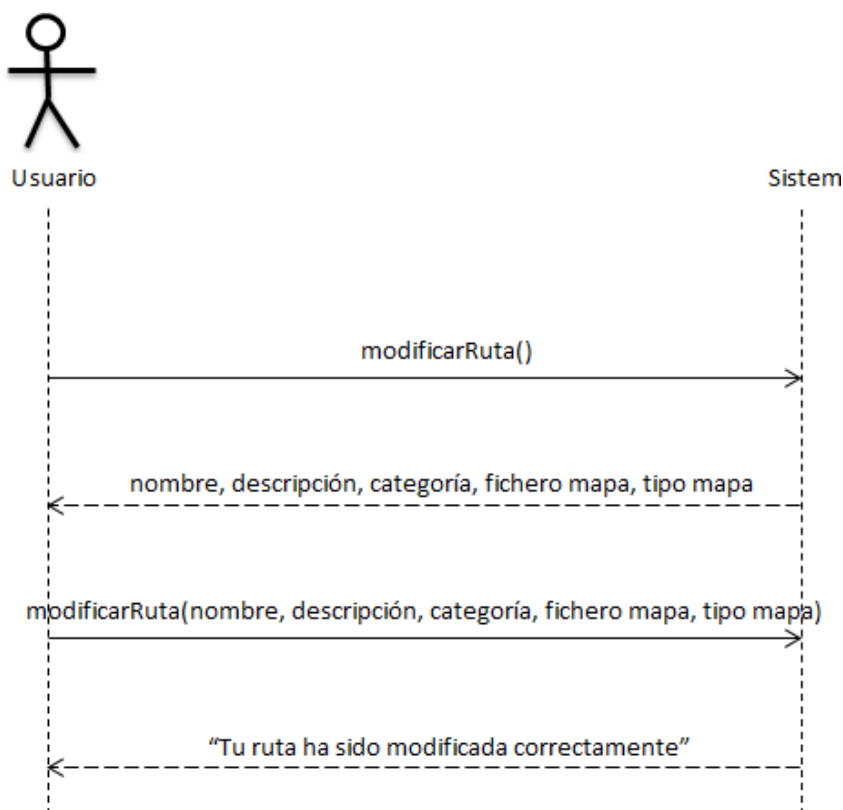 Usuario
Sistem
modificarRuta()
nombre, descripción, categoría, fichero mapa, tipo mapa
modificarRuta(nombre, descripción, categoría, fichero mapa, tipo mapa)
“Tu ruta ha sido modificada correctamente”